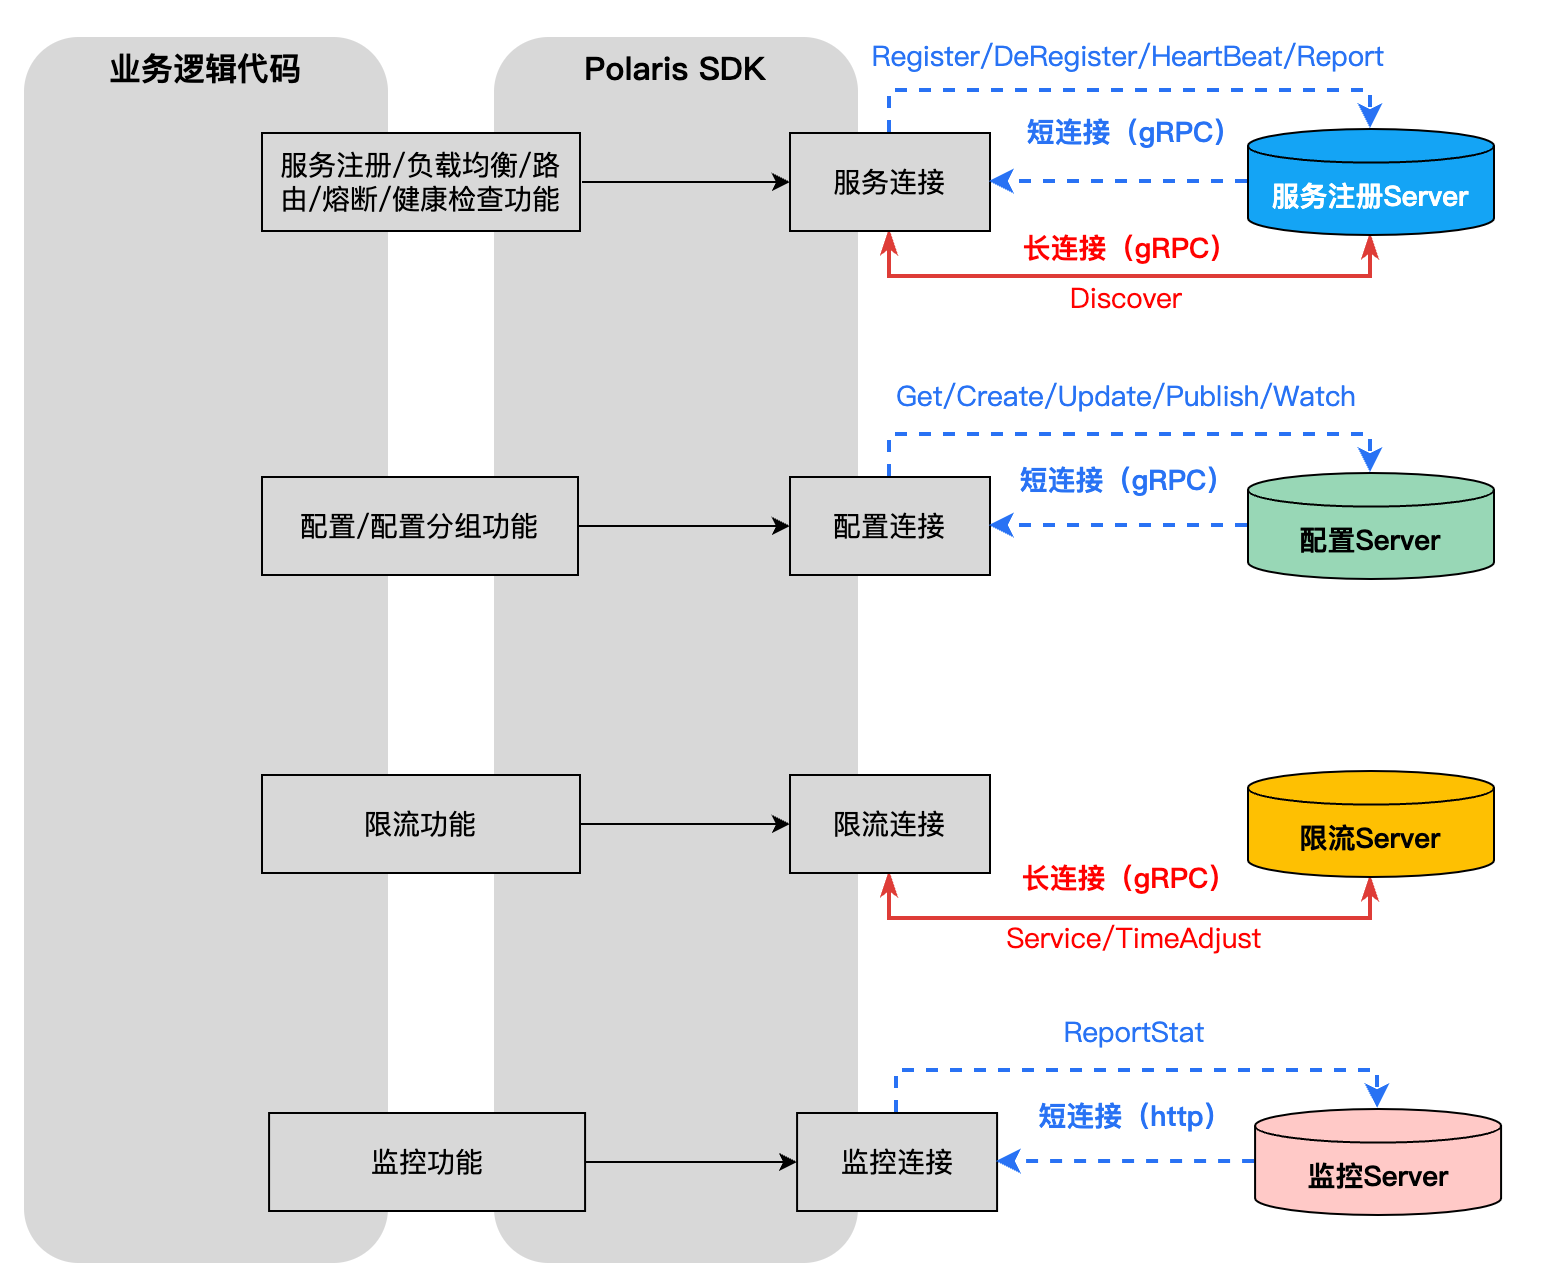 业务逻辑代码
Polaris SDK
Register/DeRegister/HeartBeat/Report
服务注册/负载均衡/路
由/熔断/健康检查功能
服务连接
短连接（gRPC）
服务注册Server
长连接（gRPC）
Discover
Get/Create/Update/Publish/Watch
配置/配置分组功能
配置连接
短连接（gRPC）
配置Server
限流功能
限流连接
限流Server
长连接（gRPC）
Service/TimeAdjust
ReportStat
监控功能
监控连接
短连接（http）
监控Server